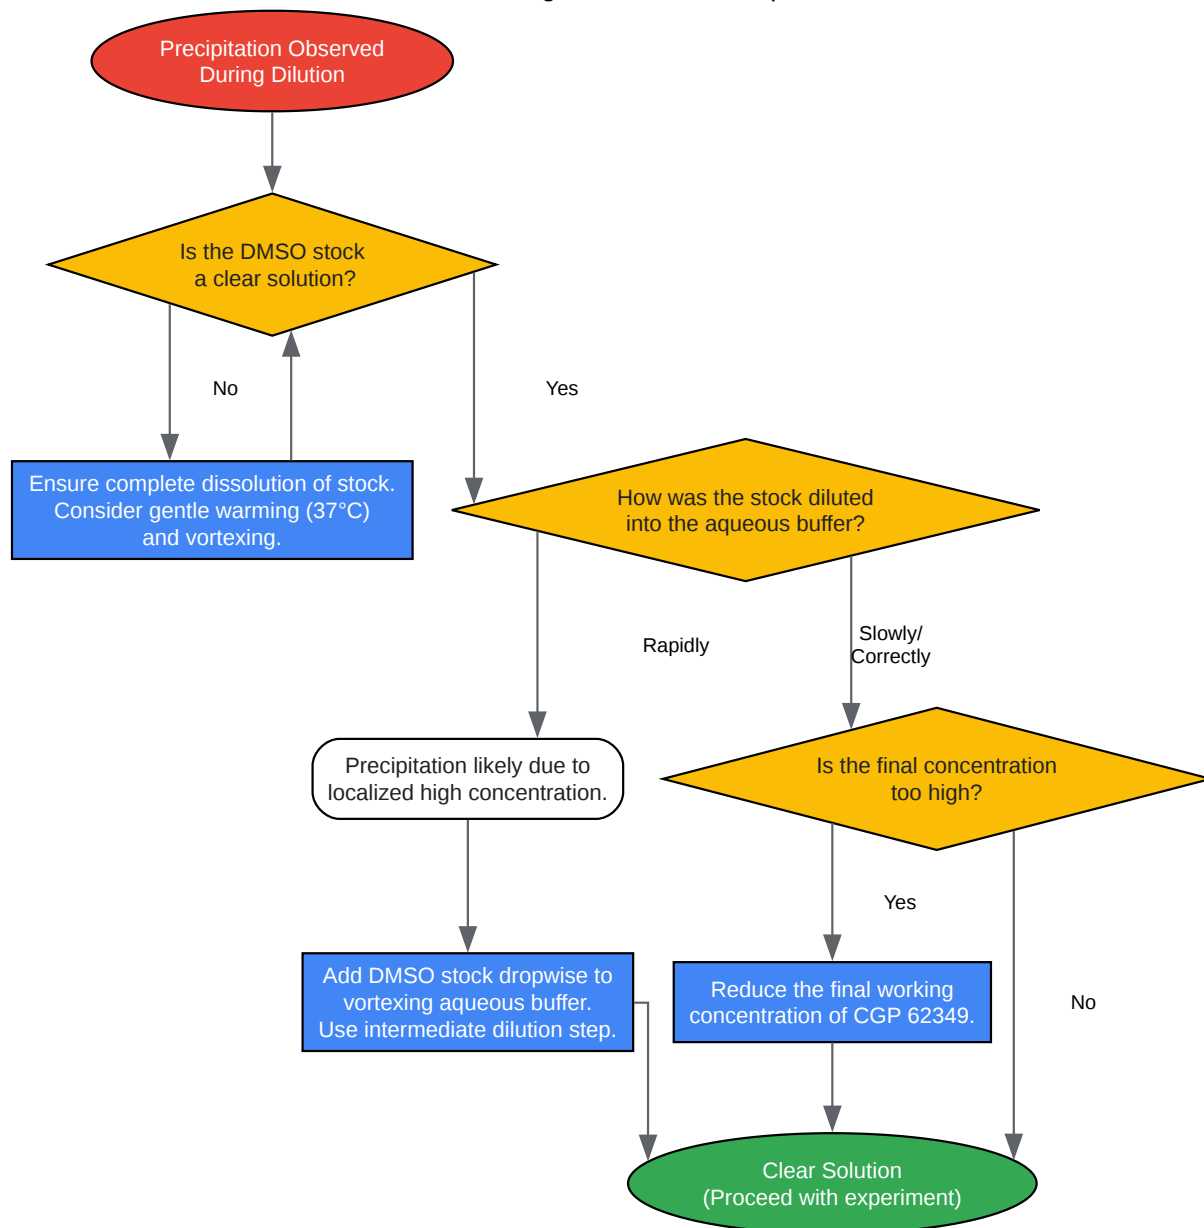 Precipitation Observed
During Dilution
Is the DMSO stock
a clear solution?
No
Yes
Ensure complete dissolution of stock.
Consider gentle warming (37°C)
and vortexing.
How was the stock diluted
into the aqueous buffer?
Rapidly
Slowly/
Correctly
Precipitation likely due to
localized high concentration.
Is the final concentration
too high?
Yes
No
Add DMSO stock dropwise to
vortexing aqueous buffer.
Use intermediate dilution step.
Reduce the final working
concentration of CGP 62349.
Clear Solution
(Proceed with experiment)